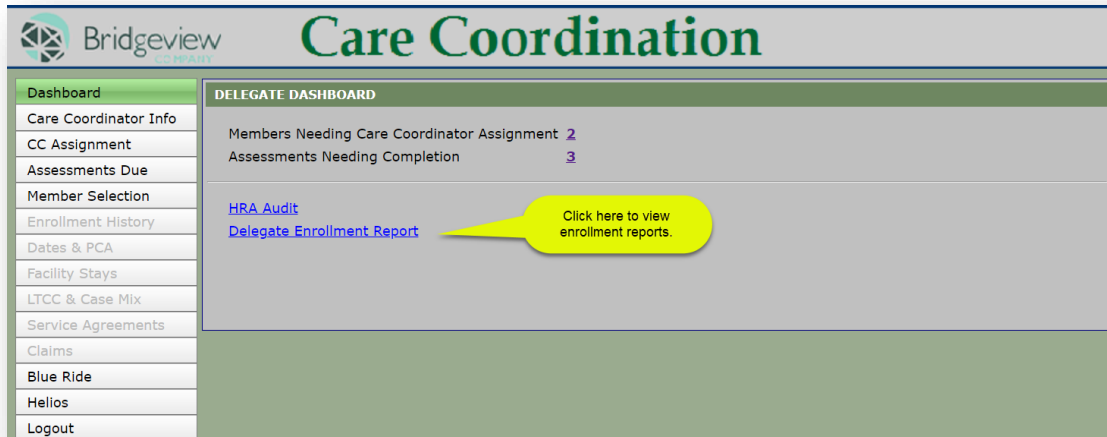 Bridgeview
COMPANY
Care Coordination
Dashboard
Care Coordinator Info
CC Assignment
Assessments Due
Member Selection
Enrollment History
Dates & PCA
Facility Stays
LTCC & Case Mix
Service Agreements
Claims
Blue Ride
Helios
Logout
DELEGATE DASHBOARD
Members Needing Care Coordinator Assignment 2
Assessments Needing Completion 3
HRA Audit
Delegate Enrollment Report
Click here to view
enrollment reports.